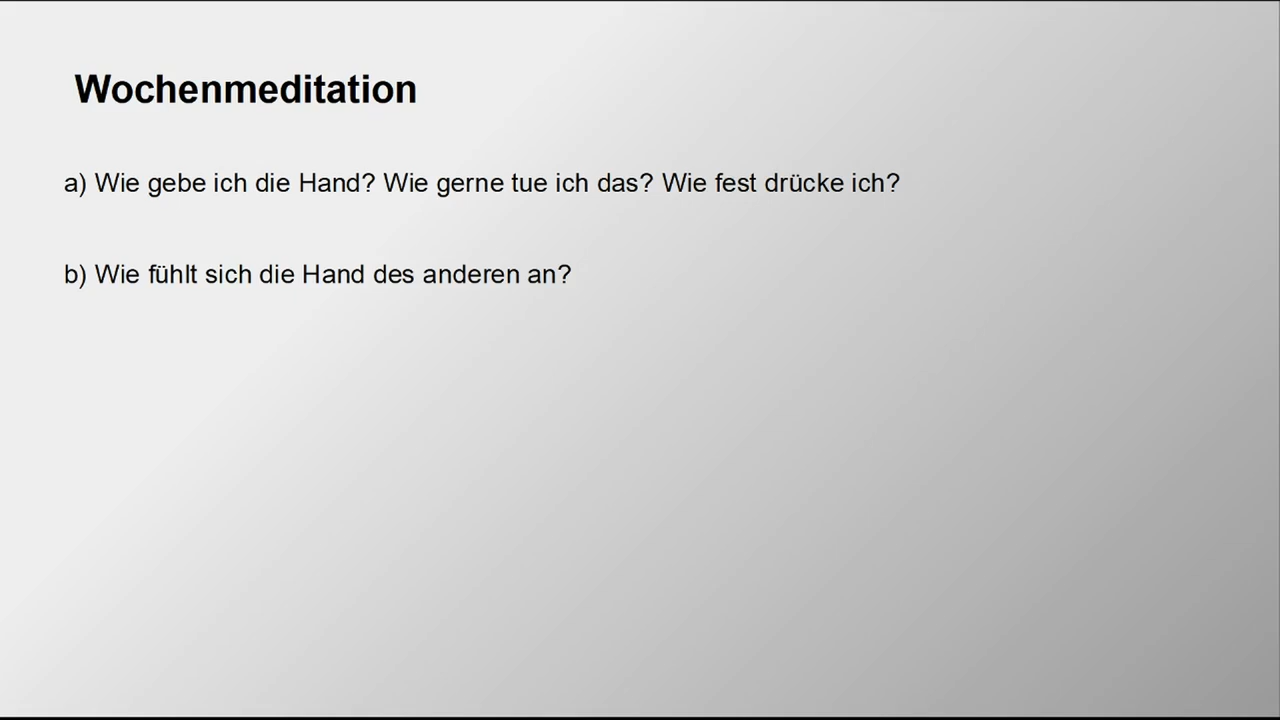 Wochenmeditation
a) Wie gebe ich die Hand? Wie gerne tue ich das? Wie fest drücke ich?
b) Wie fühlt sich die Hand des anderen an?